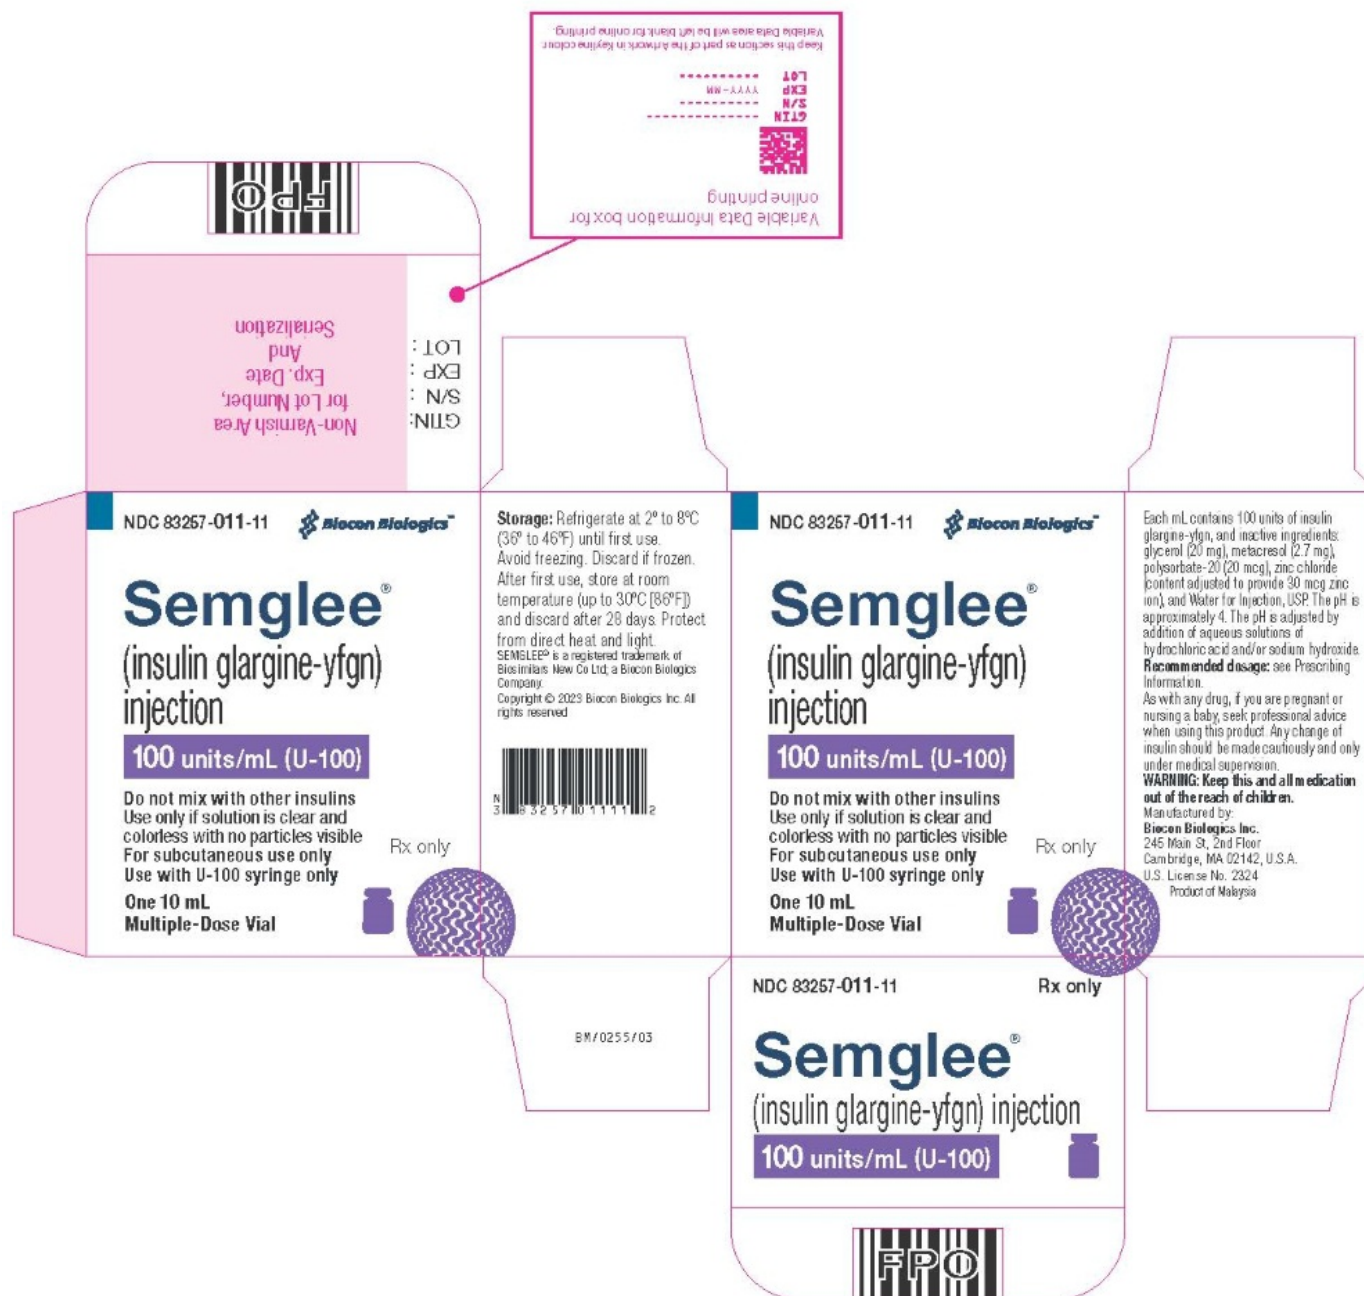 Keep this section as part of the Artwork in Keyline colour.
Variable Data area will be left blank for online printing.
LOT
EXP YYYY-MM
S/N
GTIN
Variable Data Information box for
online printing
FPO
Non-Varnish Area
for Lot Number,
Exp. Date
And
Serialization
GTIN:
S/N :
EXP :
LOT :
NDC 83257-011-11
Biocon Biologics™
Semglee®
(insulin glargine-yfgn)
injection
100 units/mL (U-100)
Do not mix with other insulins
Use only if solution is clear and
colorless with no particles visible
For subcutaneous use only
Use with U-100 syringe only
Rx only
One 10 mL
Multiple-Dose Vial
Storage: Refrigerate at 2º to 8ºC
(36º to 46ºF) until first use.
Avoid freezing. Discard if frozen.
After first use, store at room
temperature (up to 30ºC [86ºF])
and discard after 28 days. Protect
from direct heat and light.
SEMGLEE® is a registered trademark of
Biosimilars New Co Ltd; a Biocon Biologics
Company.
Copyright © 2023 Biocon Biologics Inc. All
rights reserved
N
3 83257 01111 2
NDC 83257-011-11
Biocon Biologics™
Semglee®
(insulin glargine-yfgn)
injection
100 units/mL (U-100)
Do not mix with other insulins
Use only if solution is clear and
colorless with no particles visible
For subcutaneous use only
Use with U-100 syringe only
Rx only
One 10 mL
Multiple-Dose Vial
Each mL contains 100 units of insulin
glargine-yfgn, and inactive ingredients:
glycerol (20 mg), metacresol (2.7 mg),
polysorbate-20 (20 mcg), zinc chloride
(content adjusted to provide 30 mcg zinc
ion), and Water for Injection, USP. The pH is
approximately 4. The pH is adjusted by
addition of aqueous solutions of
hydrochloric acid and/or sodium hydroxide.
Recommended dosage: see Prescribing
Information.
As with any drug, if you are pregnant or
nursing a baby, seek professional advice
when using this product. Any change of
insulin should be made cautiously and only
under medical supervision.
WARNING: Keep this and all medication
out of the reach of children.
Manufactured by:
Biocon Biologics Inc.
245 Main St, 2nd Floor
Cambridge, MA 02142, U.S.A.
U.S. License No. 2324
Product of Malaysia
BM/0255/03
NDC 83257-011-11
Rx only
Semglee®
(insulin glargine-yfgn) injection
100 units/mL (U-100)
FPO